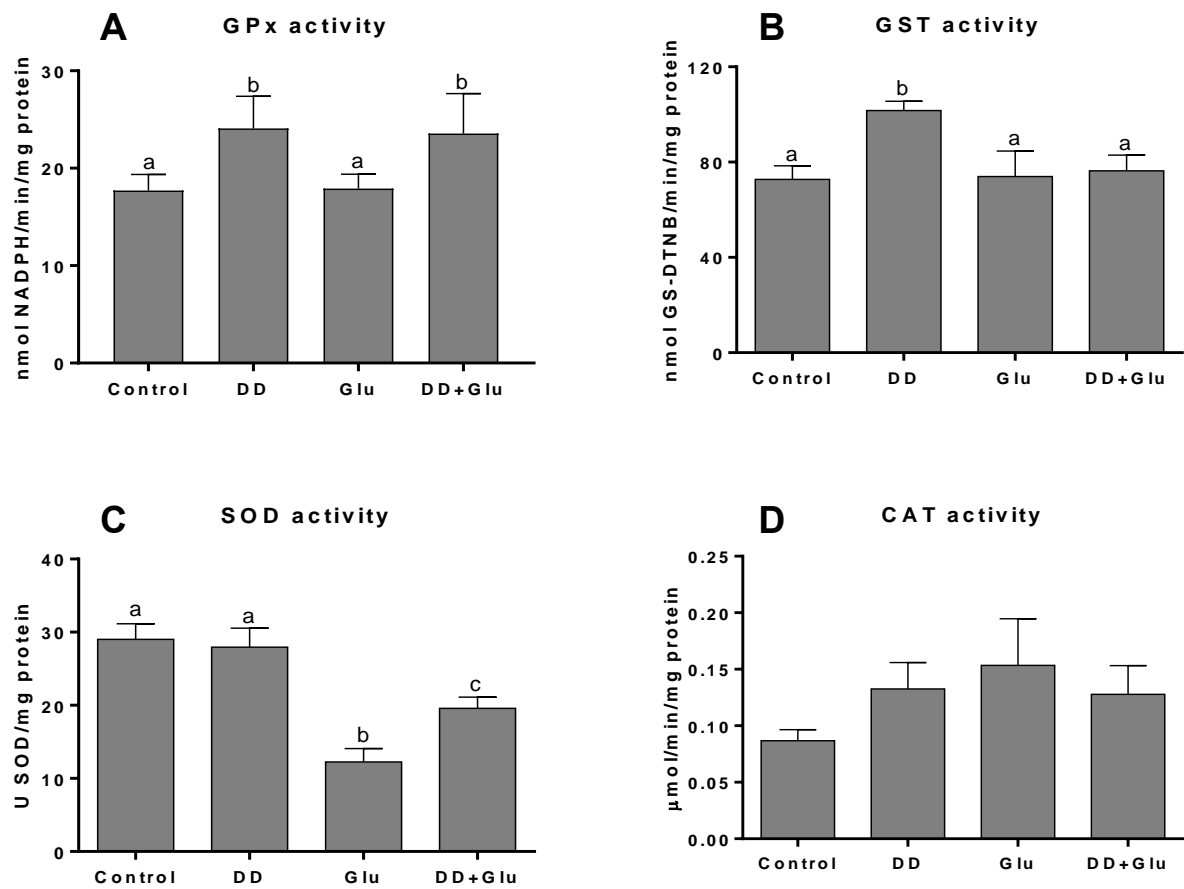 A
GPx activity
nmol NADPH/min/mg protein
30
20
10
0
a
b
a
b
Control
DD
Glu
DD+Glu
B
GST activity
nmol GS-DTNB/min/mg protein
120
80
40
0
a
b
a
a
Control
DD
Glu
DD+Glu
C
SOD activity
U SOD/mg protein
40
30
20
10
0
a
a
b
c
Control
DD
Glu
DD+Glu
D
CAT activity
μmol/min/mg protein
0.25
0.20
0.15
0.10
0.05
0.00
Control
DD
Glu
DD+Glu